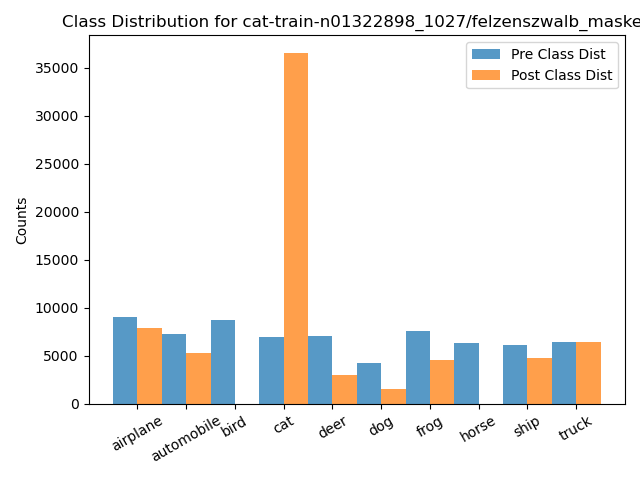 Class Distribution for cat-train-n01322898_1027/felzenszwalb_maske
Pre Class Dist
Post Class Dist
Counts
35000
30000
25000
20000
15000
10000
5000
0
airplane
automobile
bird
cat
deer
dog
frog
horse
ship
truck